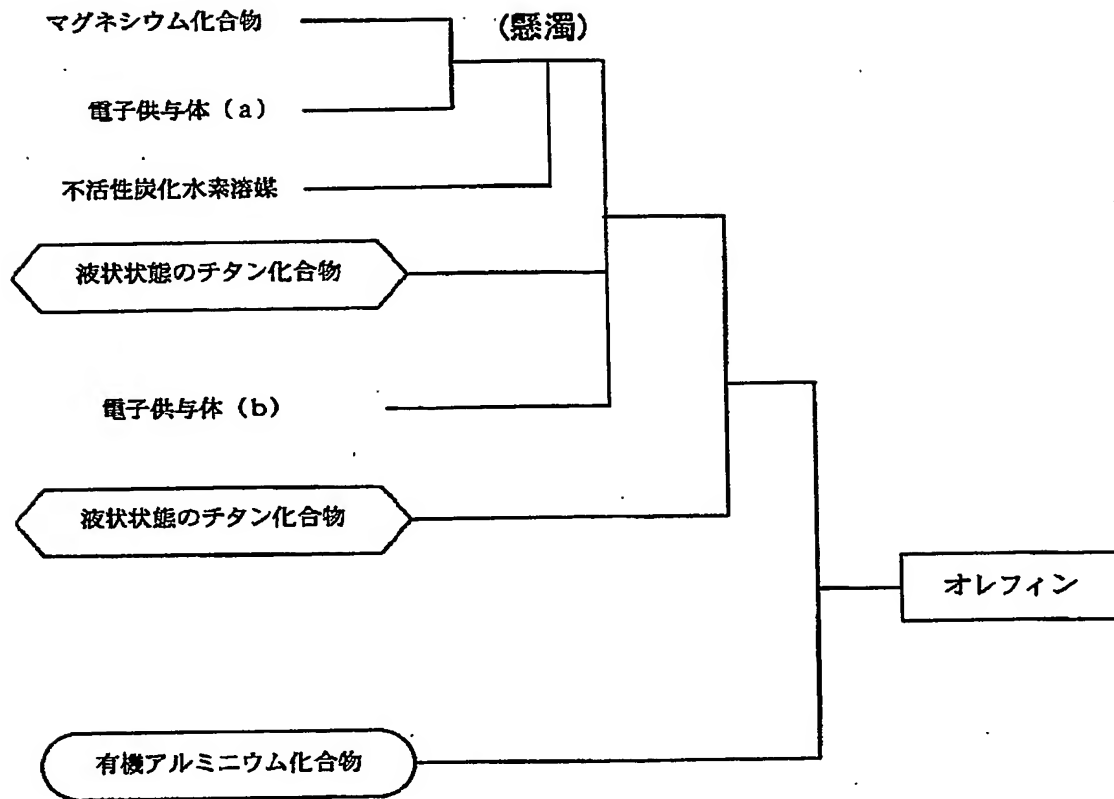 マグネシウム化合物
(懸濁)
電子供与体(a)
不活性炭化水素溶媒
液状状態のチタン化合物
電子供与体(b)
液状状態のチタン化合物
オレフィン
有機アルミニウム化合物